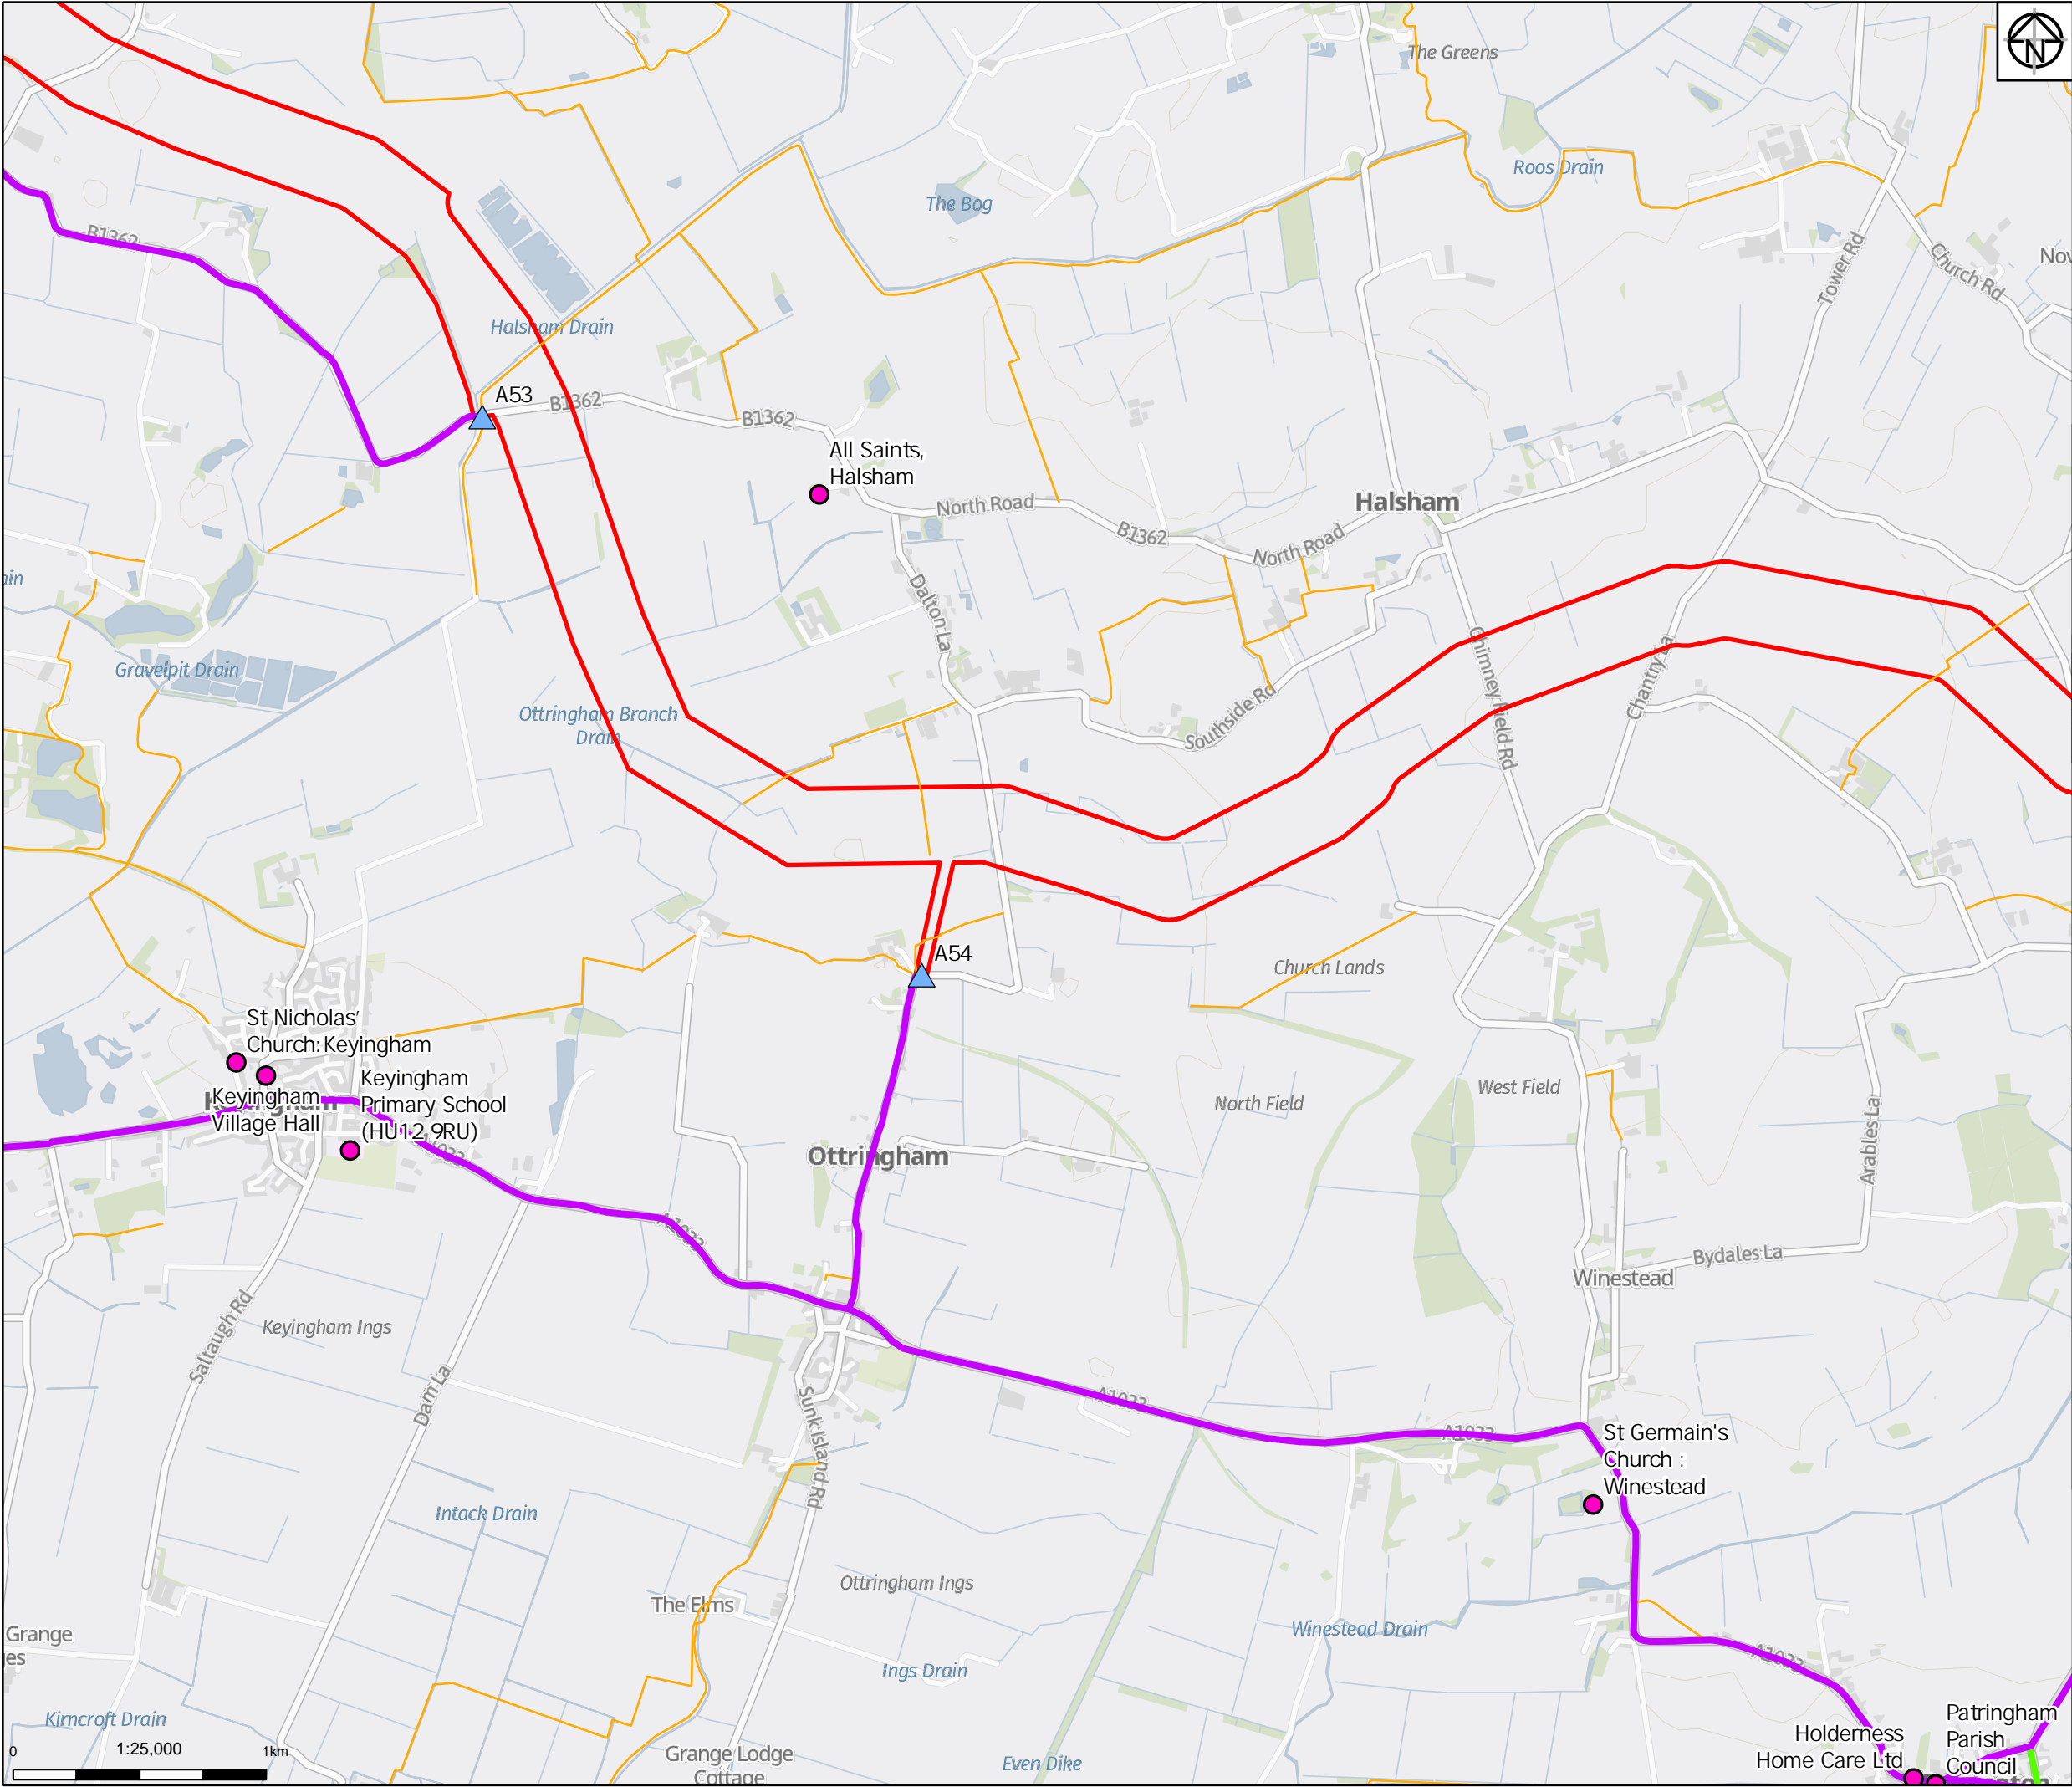 N
The Greens
Roos Drain
The Bog
B1362
Tower Rd
Church Rd
Nov
Halsham Drain
A53
B1362
B1362
All Saints,
Halsham
North Road
Halsham
B1362
North Road
ain
Dalton La
Gravelpit Drain
Chimney Field Rd
Chantry La
Ottringham Branch
Drain
Southside Rd
A54
Church Lands
St Nicholas'
Church: Keyingham
Keyingham
Village Hall
Keyingham
Primary School
(HU12 9RU)
A1033
North Field
West Field
Arables La
Ottringham
A1033
Bydales La
Winestead
Saltaugh Rd
Keyingham Ings
Dam La
Sunk Island Rd
A1033
A1033
St Germain's
Church :
Winestead
Intack Drain
Ottringham Ings
The Elms
Winestead Drain
Grange
es
Ings Drain
A1033
Kirncroft Drain
Patringham
Parish
Council
Holderness
Home Care Ltd
Grange Lodge
Cottage
Even Dike
0
1:25,000
1km